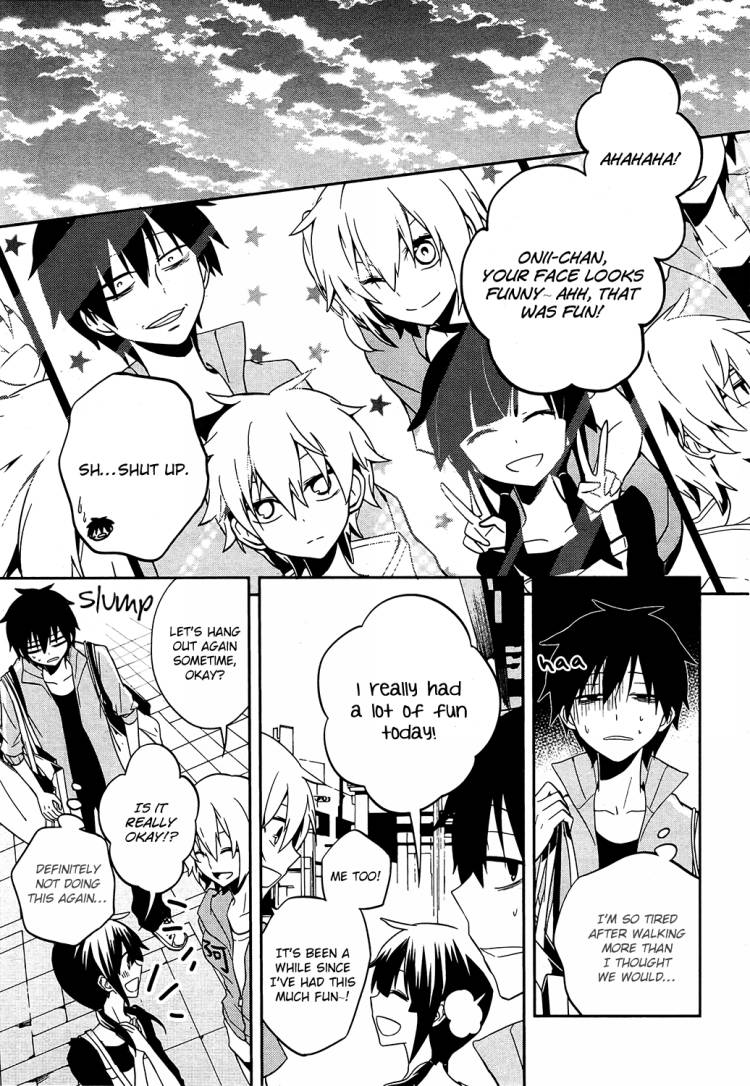 AHAHAHA!
ONII-CHAN,
YOUR FACE LOOKS
FUNNY~ AHH, THAT
WAS FUN!
SH...SHUT UP.
haa
I'M SO TIRED
AFTER WALKING
MORE THAN
I THOUGHT
WE WOULD...
I really had
a lot of fun
today!
ME TOO!
IT'S BEEN A
WHILE SINCE
I'VE HAD THIS
MUCH FUN~!
Slump
LET'S HANG
OUT AGAIN
SOMETIME,
OKAY?
IS IT
REALLY
OKAY!?
DEFINITELY
NOT DOING
THIS AGAIN...
阿